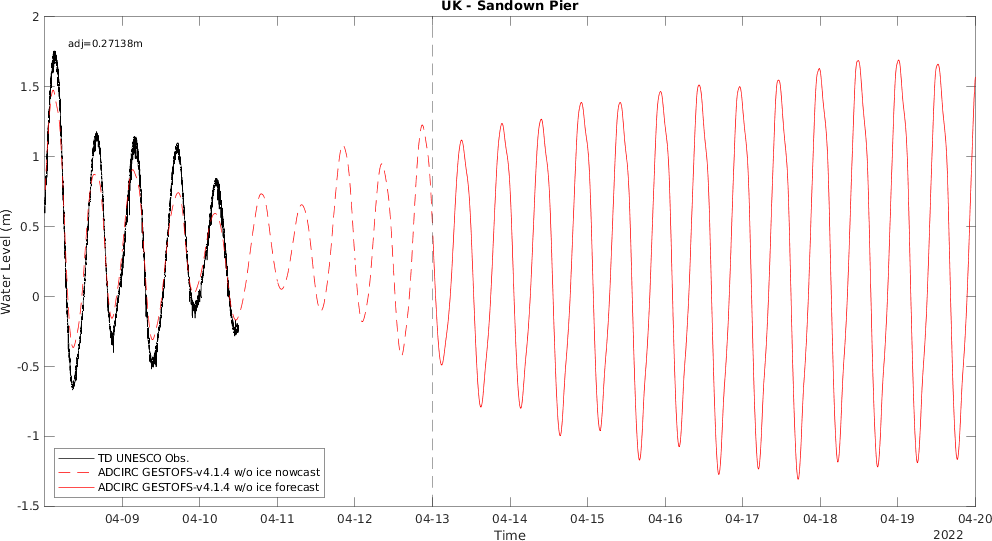 UK - Sandown Pier
adj=0.27138m
2
1.5
1
0.5
0
-0.5
-1
-1.5
Water Level (m)
TD UNESCO Obs.
ADCIRC GESTOFS-v4.1.4 w/o ice nowcast
ADCIRC GESTOFS-v4.1.4 w/o ice forecast
04-09 04-10 04-11 04-12 04-13 04-14 04-15 04-16 04-17 04-18 04-19 04-20
Time
2022